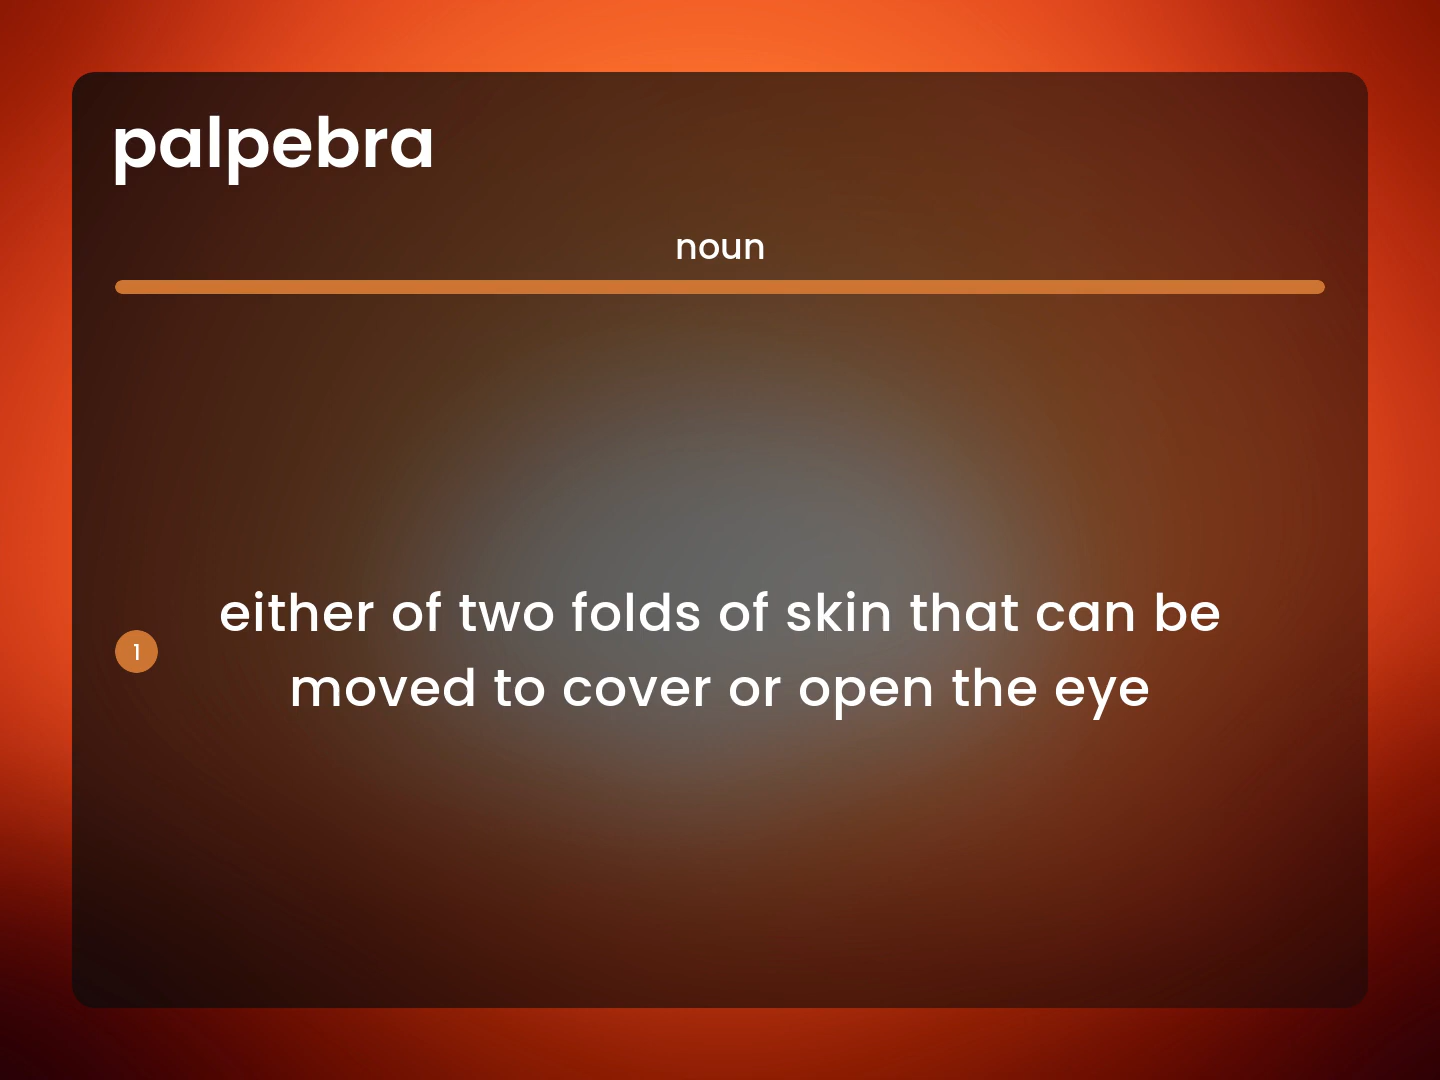 palpebra
noun
1
either of two folds of skin that can be
moved to cover or open the eye